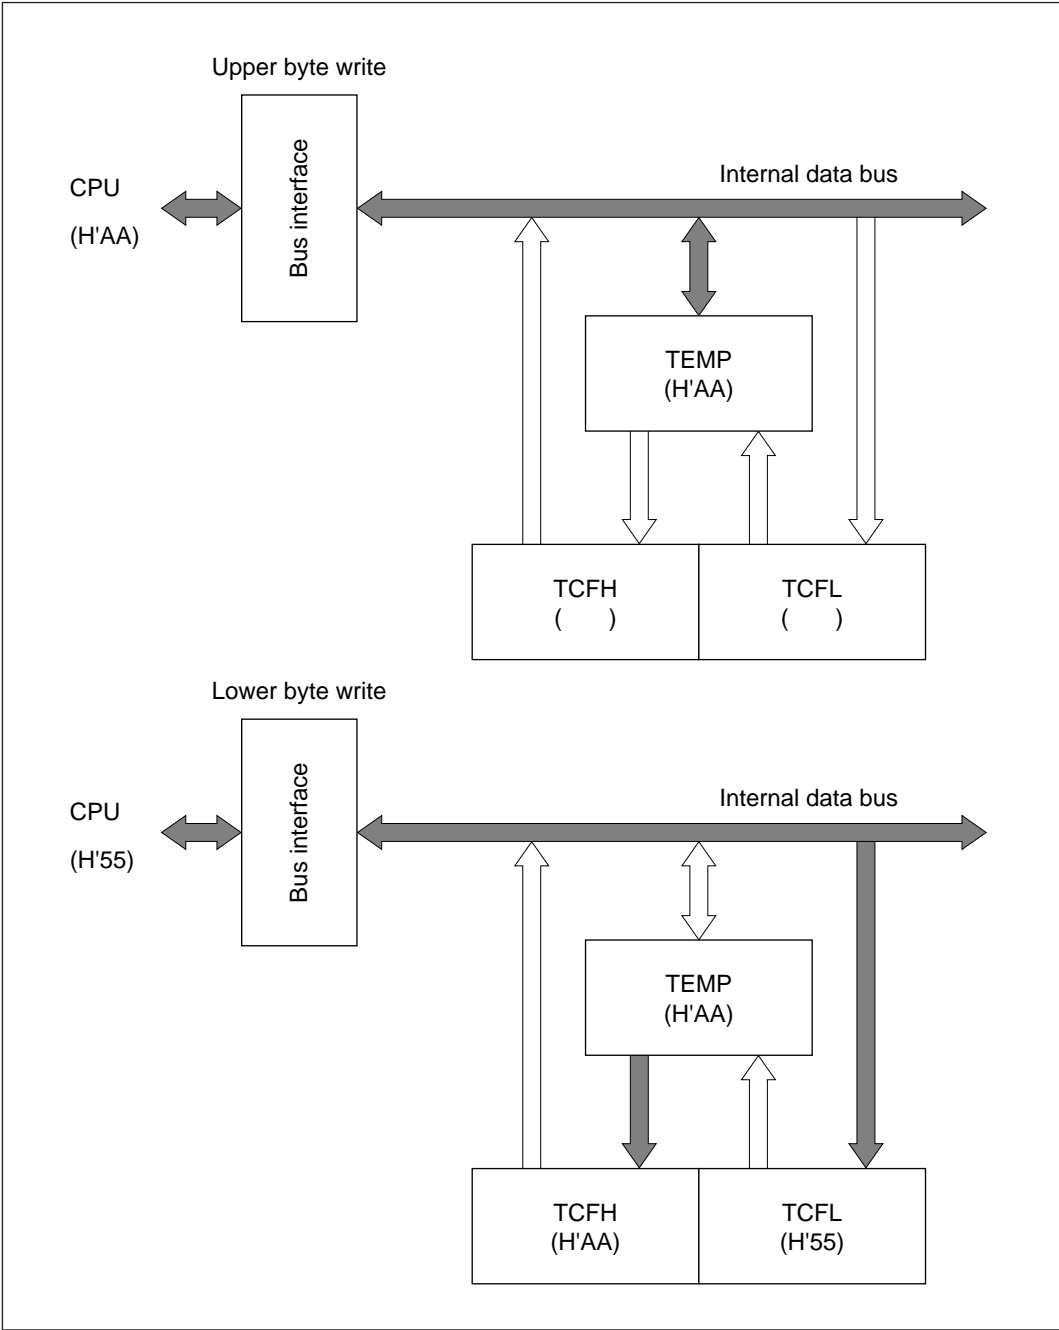 Upper byte write
CPU
(H'AA)
Bus interface
Internal data bus
TEMP
(H'AA)
TCFH
(      )
TCFL
(      )
Lower byte write
CPU
(H'55)
Bus interface
Internal data bus
TEMP
(H'AA)
TCFH
(H'AA)
TCFL
(H'55)